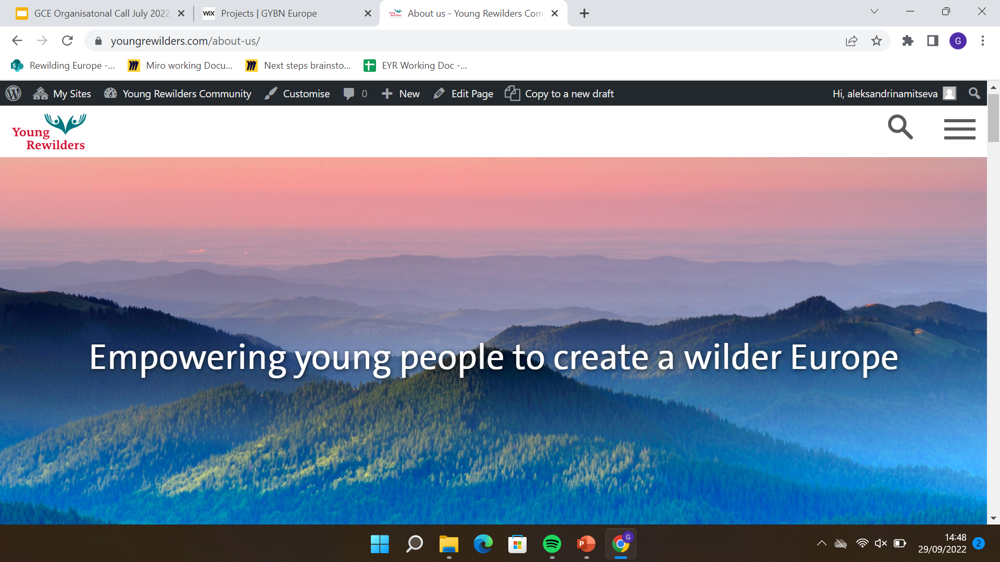 GCE Organisatonal Call July 2022
WIX Projects | GYBN Europe
About us - Young Rewilders Com
youngrewilders.com/about-us/
G
Rewilding Europe -...
Miro working Docu...
Next steps brainsto...
EYR Working Doc -...
My Sites
Young Rewilders Community
Customise
0
New
Edit Page
Copy to a new draft
Hi, aleksandrinamitseva
Young
Rewilders
Empowering young people to create a wilder Europe
14:48
29/09/2022
2